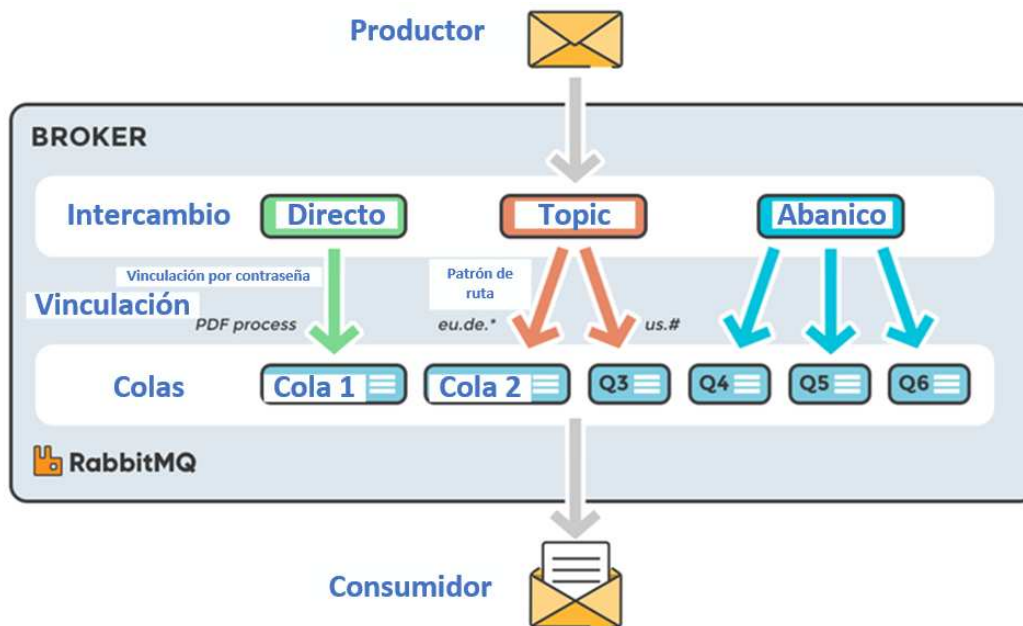 Productor
BROKER
Intercambio Directo Topic Abanico
Vinculación por contraseña
Patrón de
ruta
Vinculación
PDF process eu.de.* us.#
Colas Cola 1 Cola 2 Q3 Q4 Q5 Q6
RabbitMQ
Consumidor